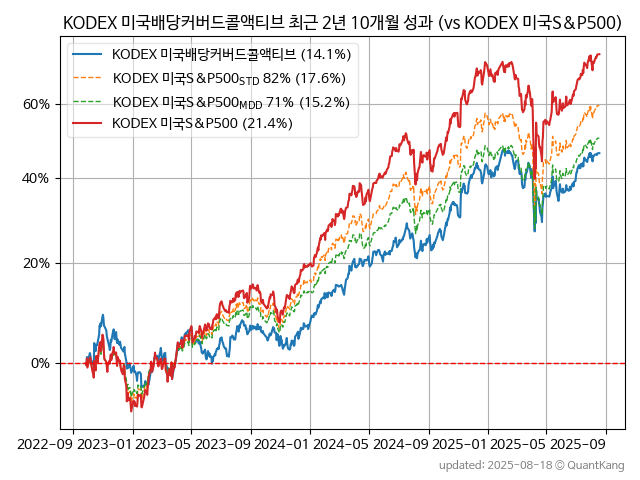 KODEX 미국배당커버드콜액티브 최근 2년 10개월 성과 (vs KODEX 미국S&P500)
KODEX 미국배당커버드콜액티브 (14.1%)
KODEX 미국S&P500STD 82% (17.6%)
KODEX 미국S&P500MDD 71% (15.2%)
KODEX 미국S&P500 (21.4%)
60%
40%
20%
0%
2022-09 2023-01 2023-05 2023-09 2024-01 2024-05 2024-09 2025-01 2025-05 2025-09
updated: 2025-08-18 © QuantKang